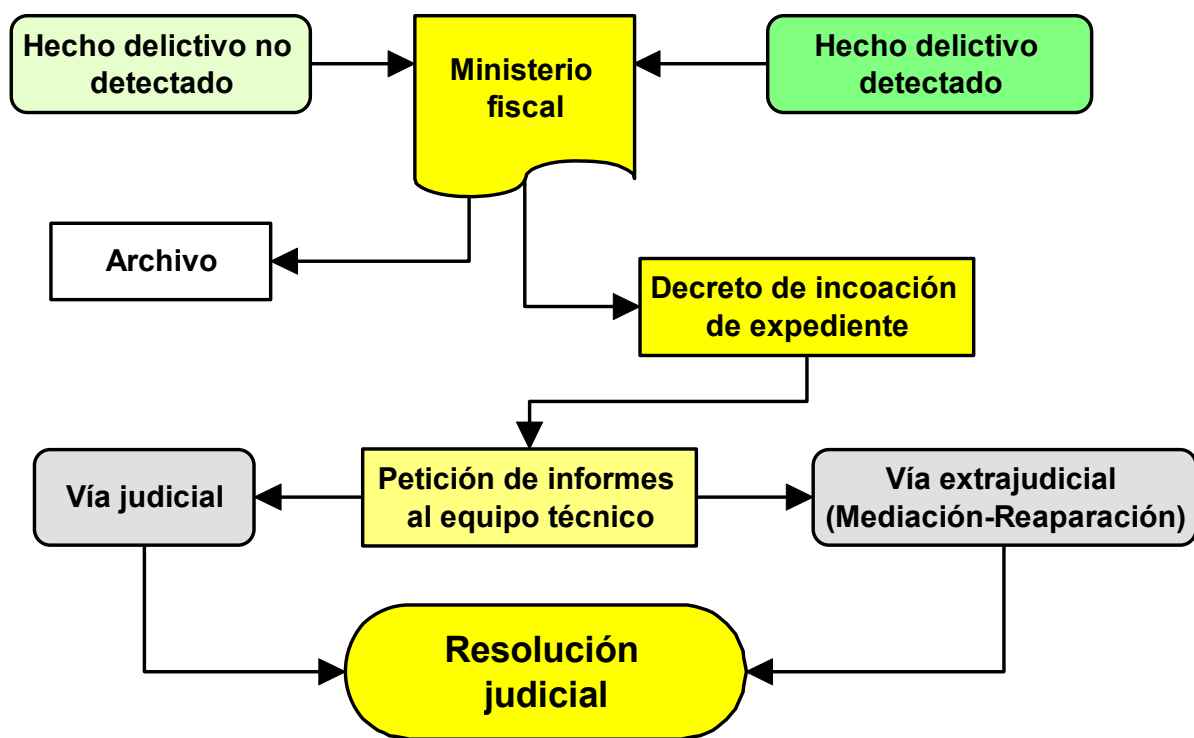 Hecho delictivo no
detectado
Ministerio
fiscal
Hecho delictivo
detectado
Archivo
Decreto de incoación
de expediente
Vía judicial
Petición de informes
al equipo técnico
Vía extrajudicial
(Mediación-Reaparación)
Resolución
judicial